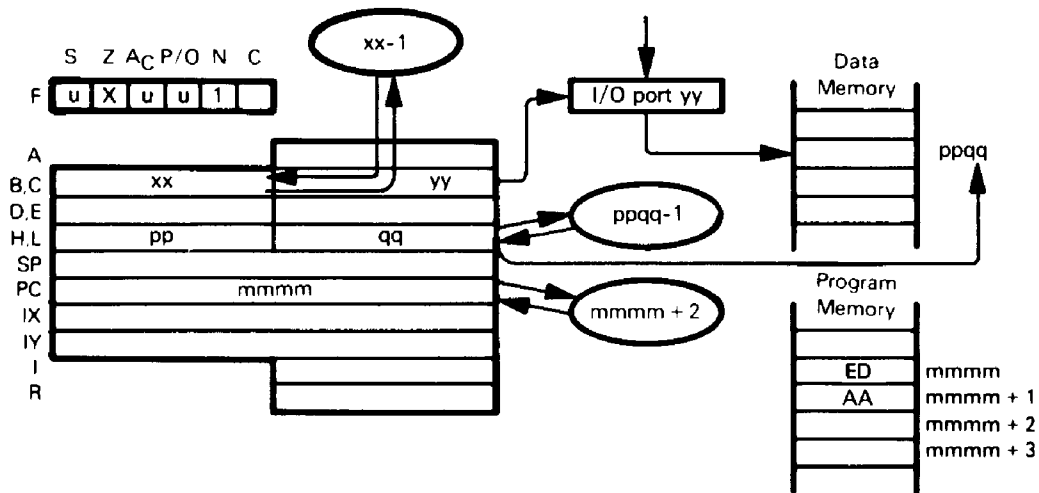 xx-1
S Z AC P/O N C
F u X u u 1
I/O port yy
Data
Memory
ppqq
A
B,C xx yy
D,E
ppqq-1
H,L pp qq
SP
PC mmmm
mmmm + 2
IX
IY
I
R
Program
Memory
ED mmmm
AA mmmm + 1
mmmm + 2
mmmm + 3